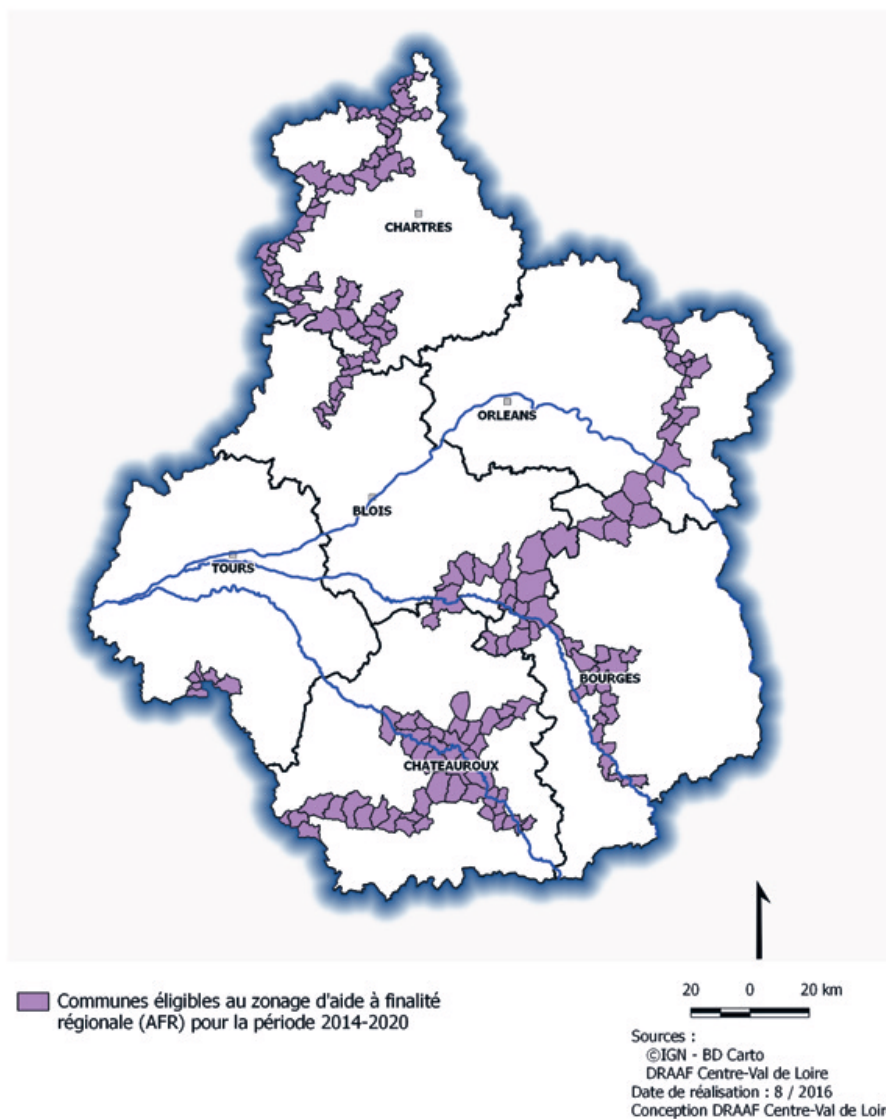 CHARTRES
ORLEANS
BLOIS
TOURS
BOURGES
CHATEAUROUX
Communes éligibles au zonage d'aide à finalité
régionale (AFR) pour la période 2014-2020
20 0 20 km
Sources :
©IGN - BD Carto
DRAAF Centre-Val de Loire
Date de réalisation : 8 / 2016
Conception DRAAF Centre-Val de Loir